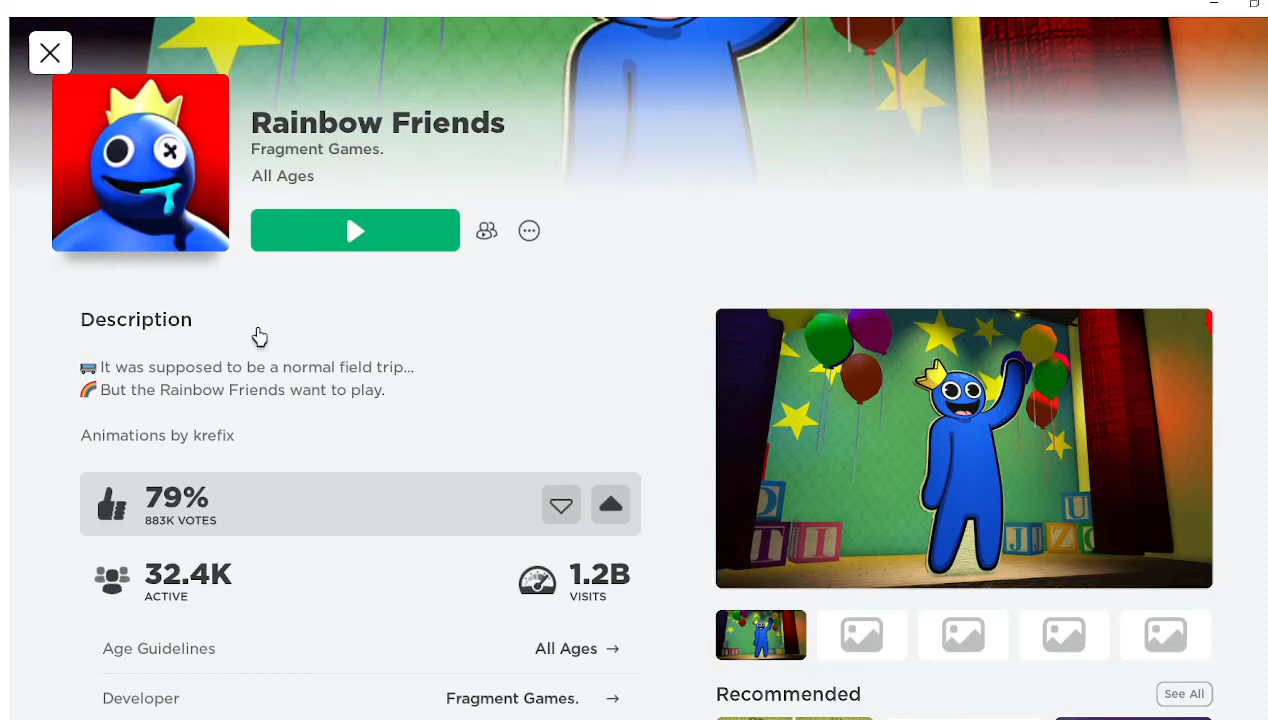 Rainbow Friends
Fragment Games.
All Ages
Description
It was supposed to be a normal field trip...
But the Rainbow Friends want to play.
Animations by krefix
79%
883K VOTES
32.4K
ACTIVE
1.2B
VISITS
Age Guidelines
All Ages →
Developer
Fragment Games. →
Recommended
See All